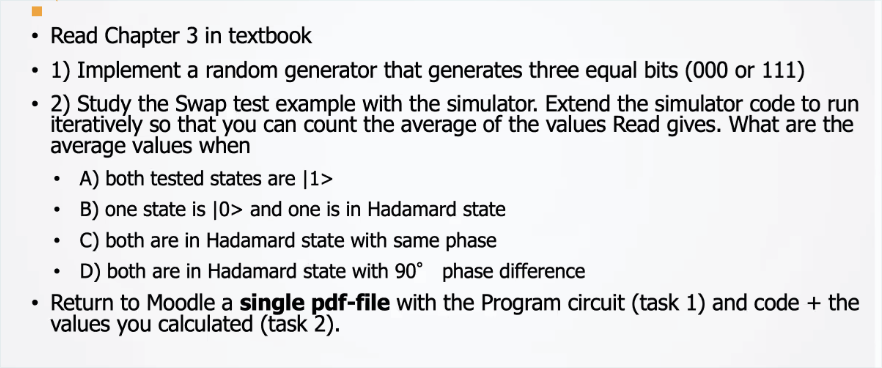 • Read Chapter 3 in textbook
• 1) Implement a random generator that generates three equal bits (000 or 111)
• 2) Study the Swap test example with the simulator. Extend the simulator code to run
iteratively so that you can count the average of the values Read gives. What are the
average values when
• A) both tested states are |1>
• B) one state is |0> and one is in Hadamard state
• C) both are in Hadamard state with same phase
• D) both are in Hadamard state with 90° phase difference
• Return to Moodle a single pdf-file with the Program circuit (task 1) and code + the
values you calculated (task 2).